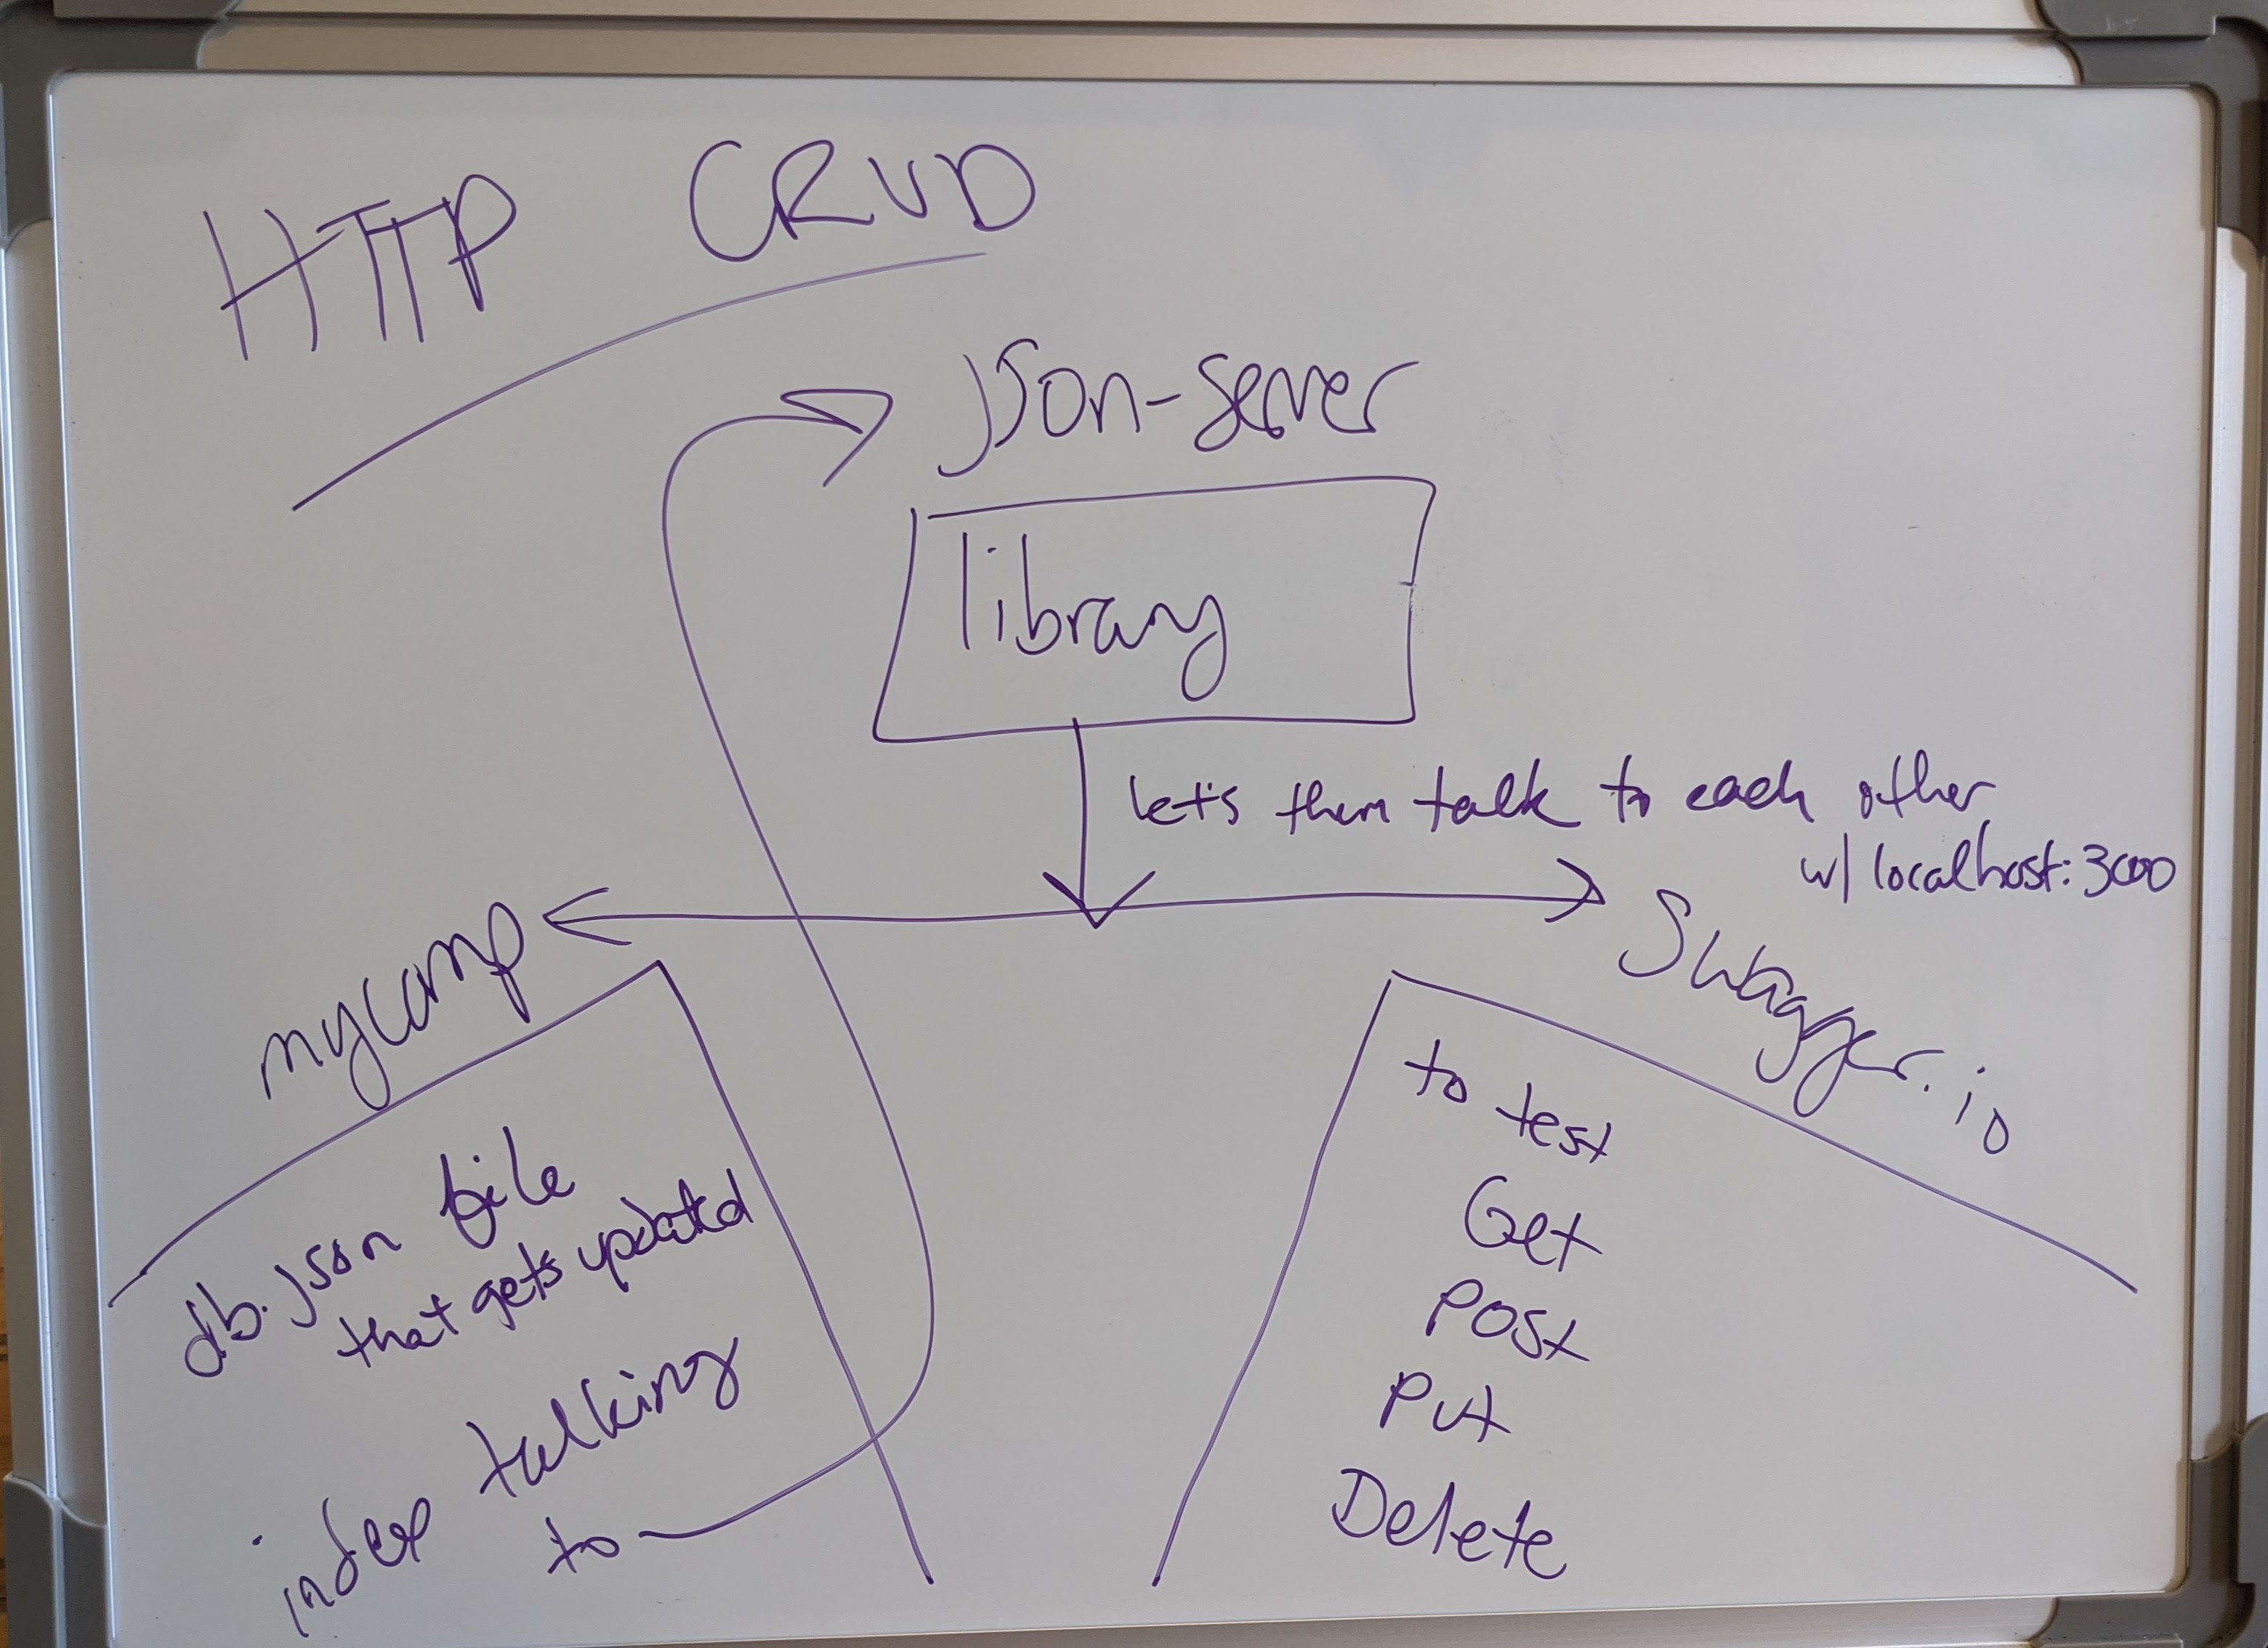 HTTP CRUD
json-server
library
let's them talk to each other
w/ localhost:3000
mycomp
Swagger.io
db.json file
that gets updated
index talking
to
to test
Get
Post
Put
Delete